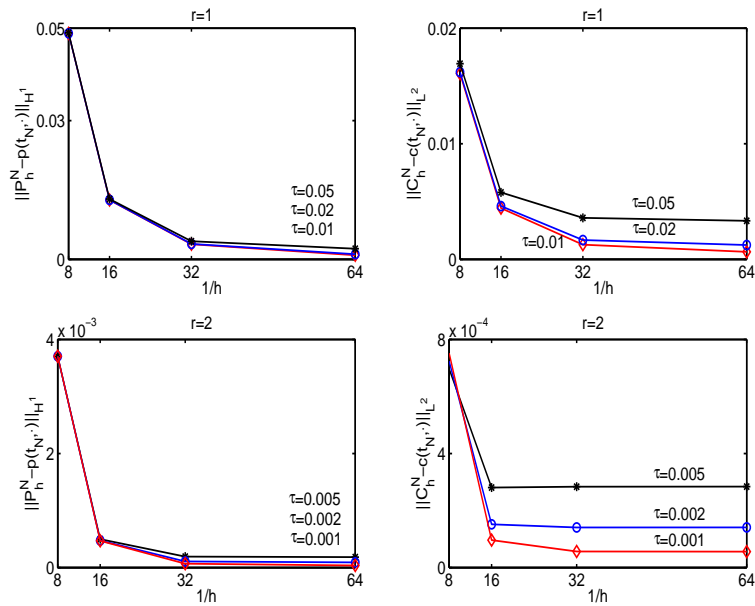 r=1
0.05
0.03
0
||P_h^N−p(t_N,·)||_{H^1}
τ=0.05
τ=0.02
τ=0.01
8
16
32
64
1/h
r=1
0.02
0.01
0
||C_h^N−c(t_N,·)||_{L^2}
τ=0.05
τ=0.02
τ=0.01
8
16
32
64
1/h
r=2
x 10^{−3}
4
2
0
||P_h^N−p(t_N,·)||_{H^1}
τ=0.005
τ=0.002
τ=0.001
8
16
32
64
1/h
r=2
x 10^{−4}
8
4
0
||C_h^N−c(t_N,·)||_{L^2}
τ=0.005
τ=0.002
τ=0.001
8
16
32
64
1/h